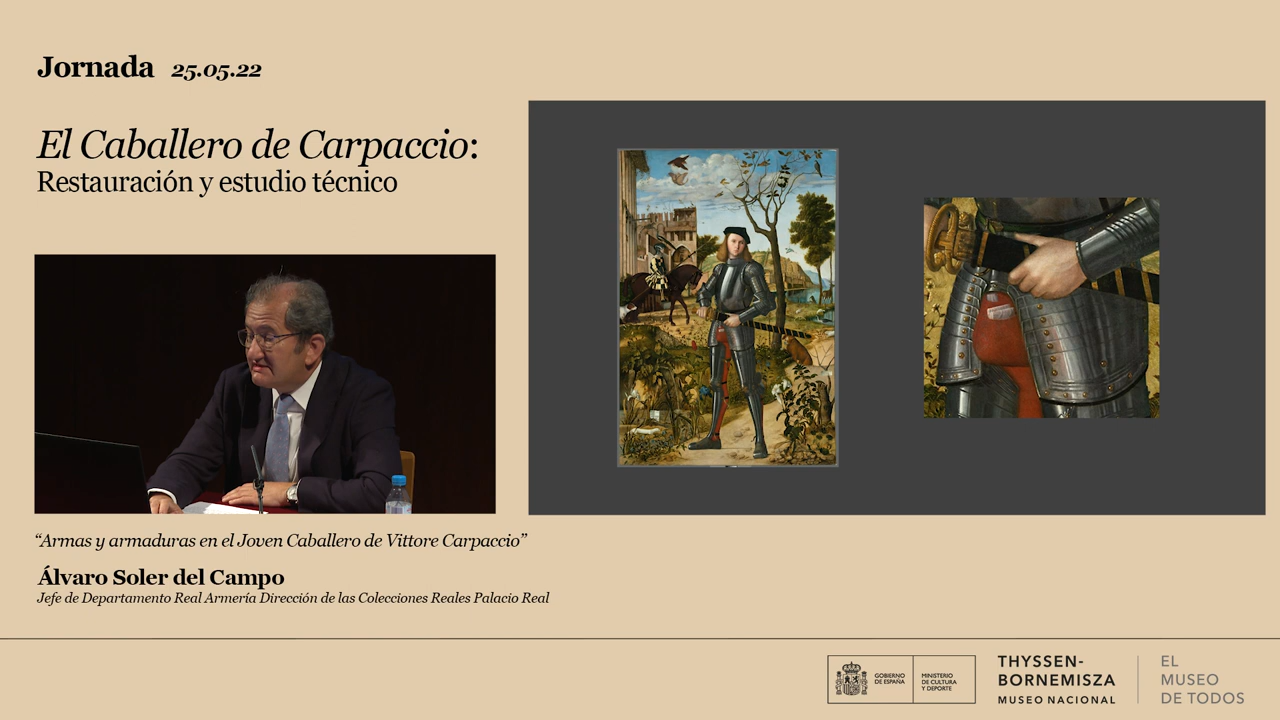 Jornada 25.05.22
El Caballero de Carpaccio:
Restauración y estudio técnico
“Armas y armaduras en el Joven Caballero de Vittore Carpaccio”
Álvaro Soler del Campo
Jefe de Departamento Real Armería Dirección de las Colecciones Reales Palacio Real
GOBIERNO
DE ESPAÑA
MINISTERIO
DE CULTURA
Y DEPORTE
THYSSEN-
BORNEMISZA
MUSEO NACIONAL
EL
MUSEO
DE TODOS